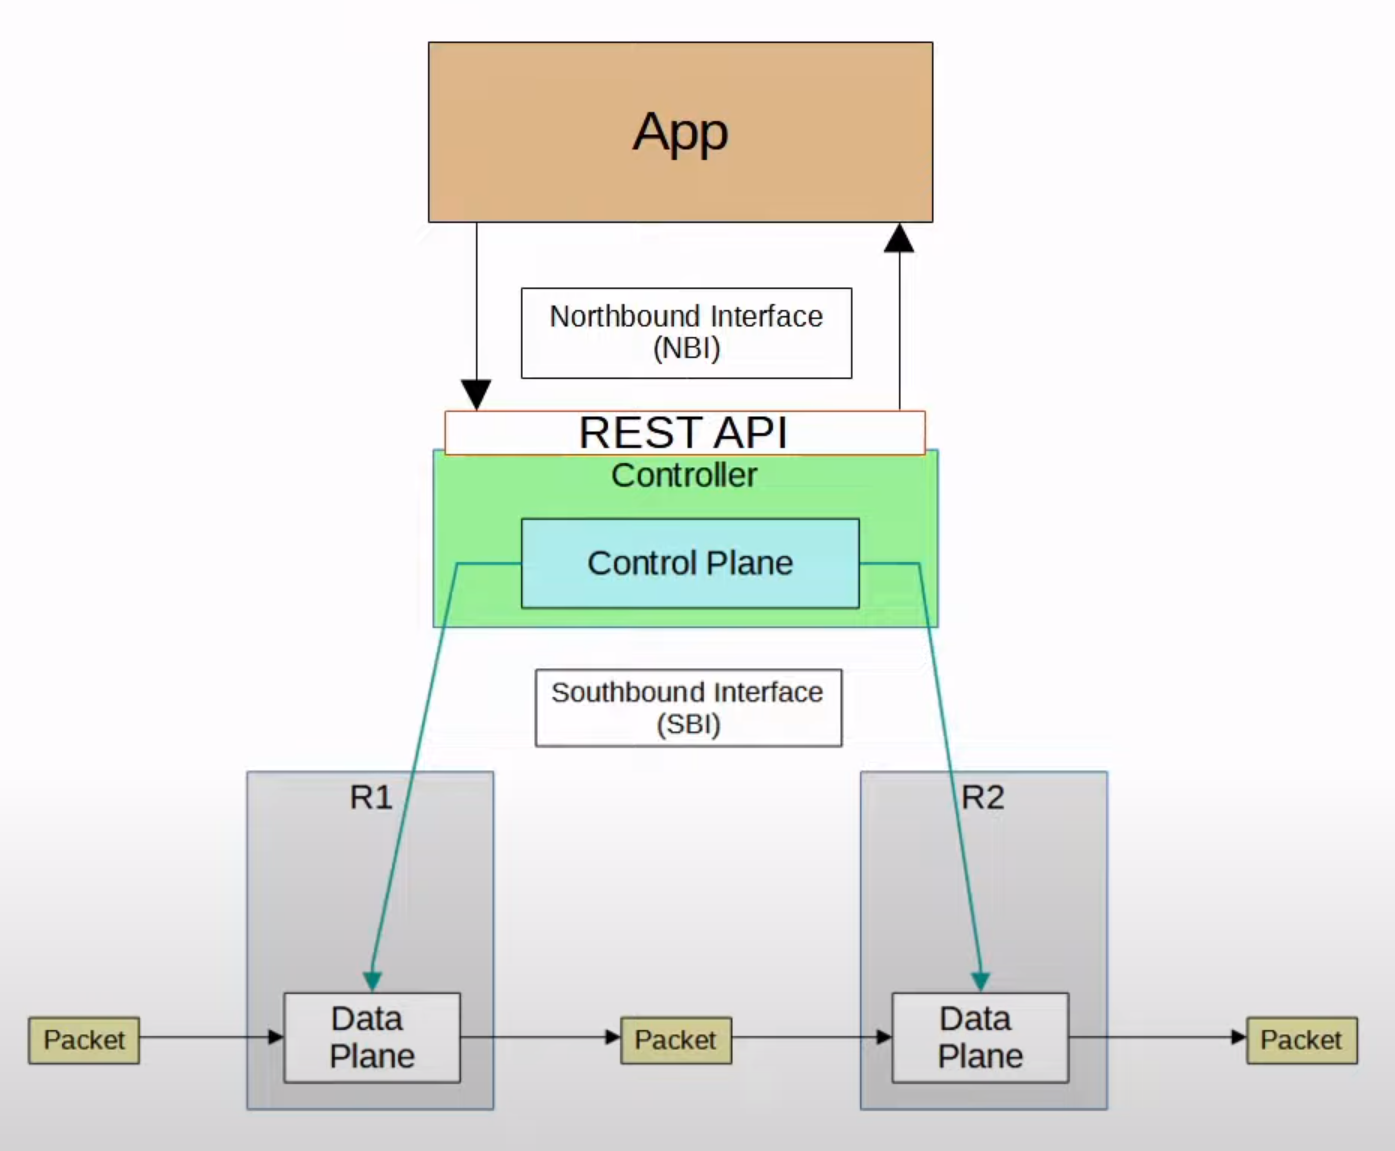 App
Northbound Interface
(NBI)
REST API
Controller
Control Plane
Southbound Interface
(SBI)
R1
R2
Packet
Data
Plane
Packet
Data
Plane
Packet